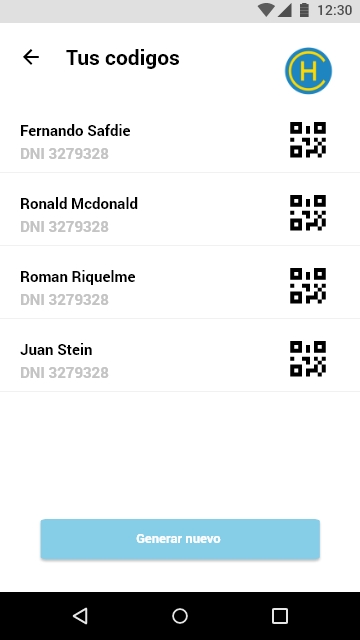 12:30
Tus codigos
H
Fernando Safdie
DNI 3279328
Ronald Mcdonald
DNI 3279328
Roman Riquelme
DNI 3279328
Juan Stein
DNI 3279328
Generar nuevo